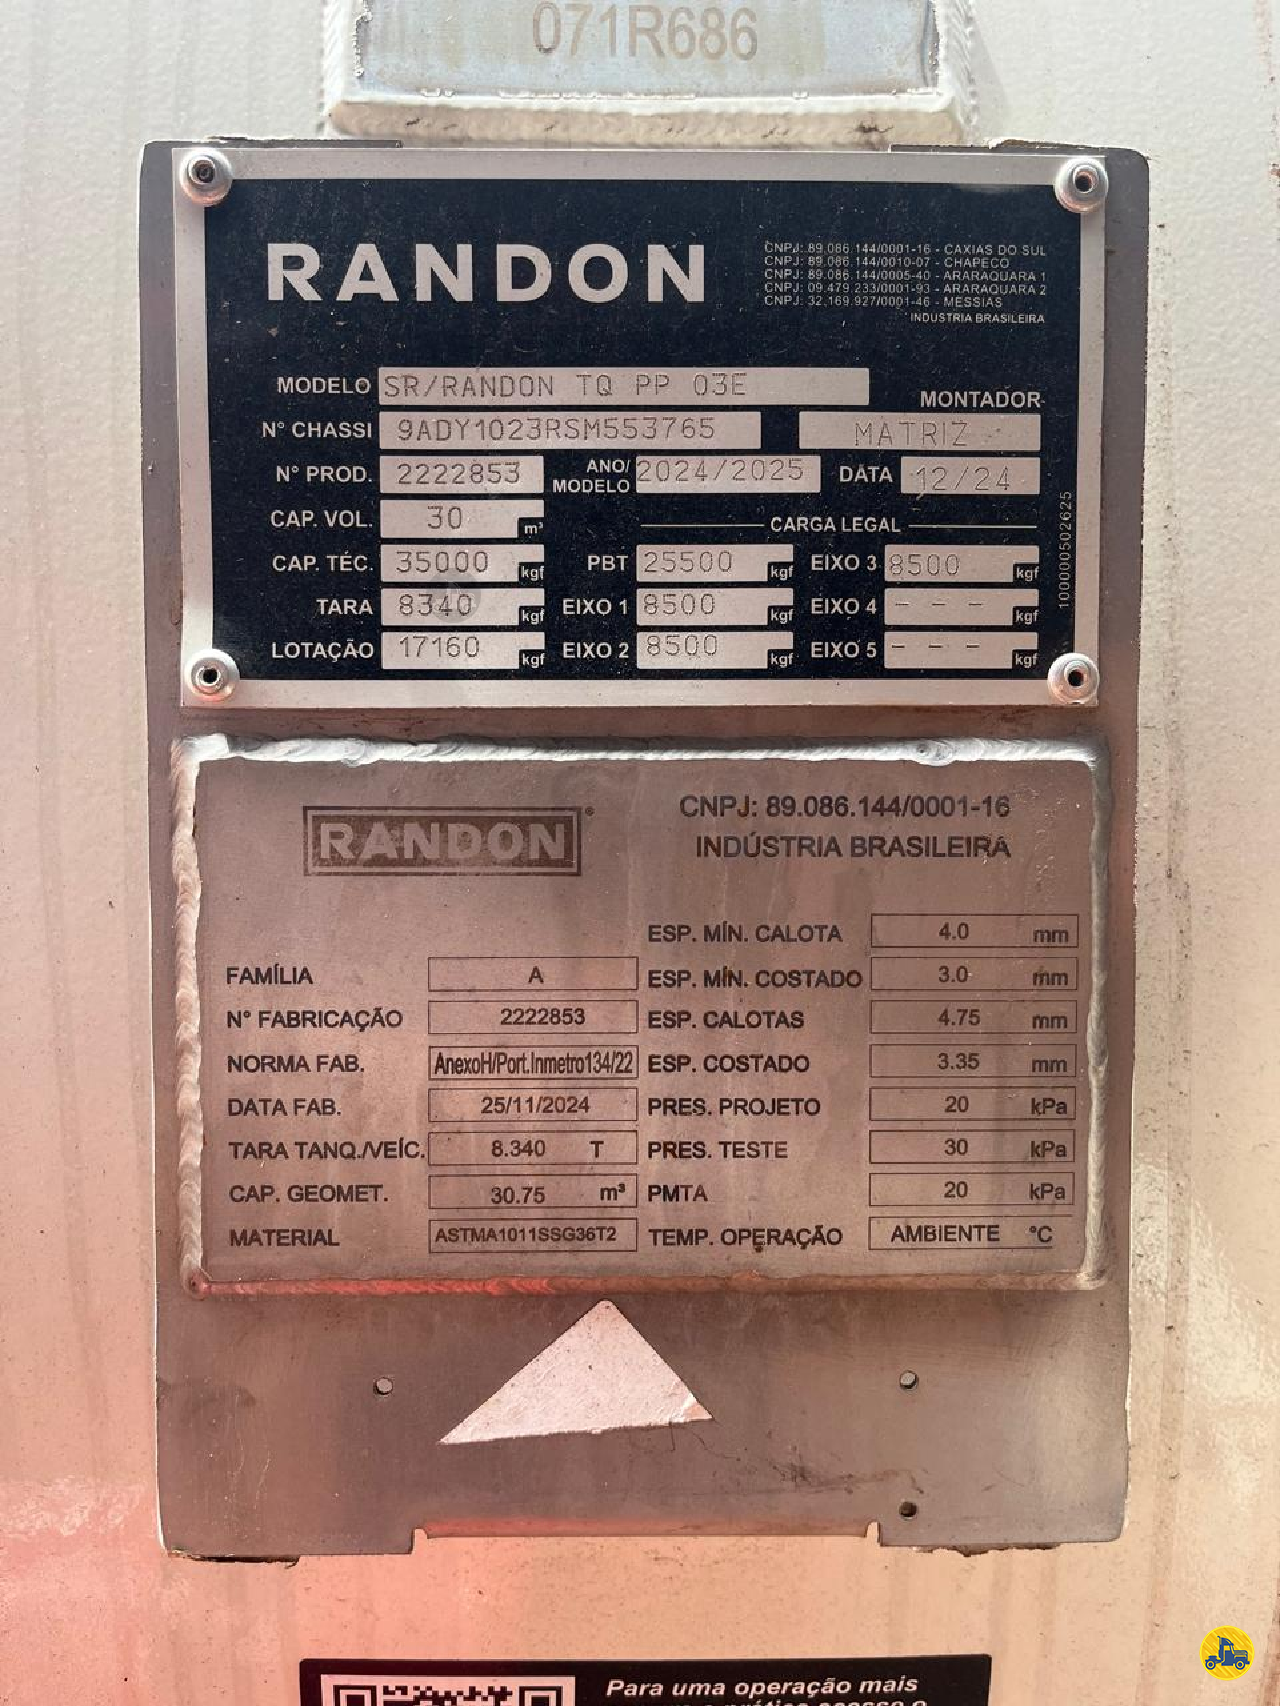 071R686
RANDON
CNPJ: 89.086.144/0001-16 - CAXIAS DO SUL
CNPJ: 89.086.144/0010-07 - CHAPECÓ
CNPJ: 89.086.144/0005-40 - ARARAQUARA 1
CNPJ: 09.479.233/0001-93 - ARARAQUARA 2
CNPJ: 32.169.927/0001-46 - MESSIAS
INDUSTRIA BRASILEIRA
MODELO SR/RANDON TQ PP 03E
MONTADOR
N° CHASSI 9ADY1023RSM553765 MATRIZ
N° PROD. 2222853 ANO/MODELO 2024/2025 DATA 12/24
CAP. VOL. 30 m³ CARGA LEGAL
CAP. TÉC. 35000 kgf PBT 25500 kgf EIXO 3 8500 kgf
TARA 8340 kgf EIXO 1 8500 kgf EIXO 4 - - - kgf
LOTAÇÃO 17160 kgf EIXO 2 8500 kgf EIXO 5 - - - kgf
100000502625
RANDON®
CNPJ: 89.086.144/0001-16
INDÚSTRIA BRASILEIRA
ESP. MÍN. CALOTA 4.0 mm
FAMÍLIA A ESP. MÍN. COSTADO 3.0 mm
N° FABRICAÇÃO 2222853 ESP. CALOTAS 4.75 mm
NORMA FAB. AnexoH/Port.Inmetro134/22 ESP. COSTADO 3.35 mm
DATA FAB. 25/11/2024 PRES. PROJETO 20 kPa
TARA TANQ./VEÍC. 8.340 T PRES. TESTE 30 kPa
CAP. GEOMET. 30.75 m³ PMTA 20 kPa
MATERIAL ASTMA1011SSG36T2 TEMP. OPERAÇÃO AMBIENTE °C
Para uma operação mais